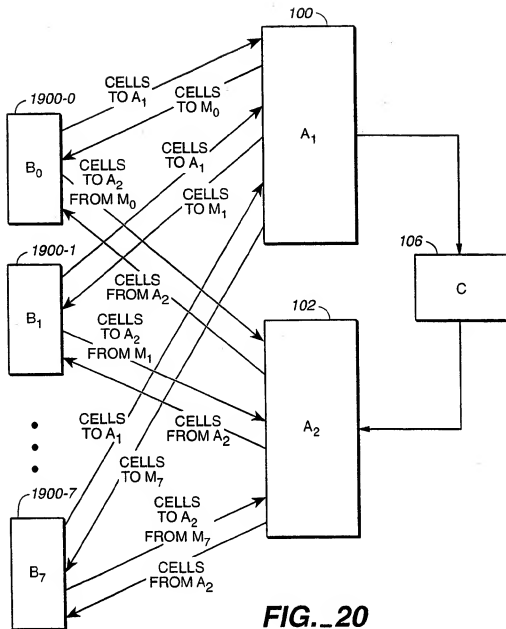 100
1900-0
CELLS
TO A₁
CELLS
TO M₀
B₀
A₁
CELLS
TO A₂
FROM M₀
CELLS
TO A₁
CELLS
TO M₁
1900-1
106
C
B₁
CELLS
FROM A₂
102
CELLS
TO A₂
FROM M₁
A₂
CELLS
TO A₁
CELLS
FROM A₂
CELLS
TO M₇
1900-7
CELLS
TO A₂
FROM M₇
B₇
CELLS
FROM A₂
FIG._20